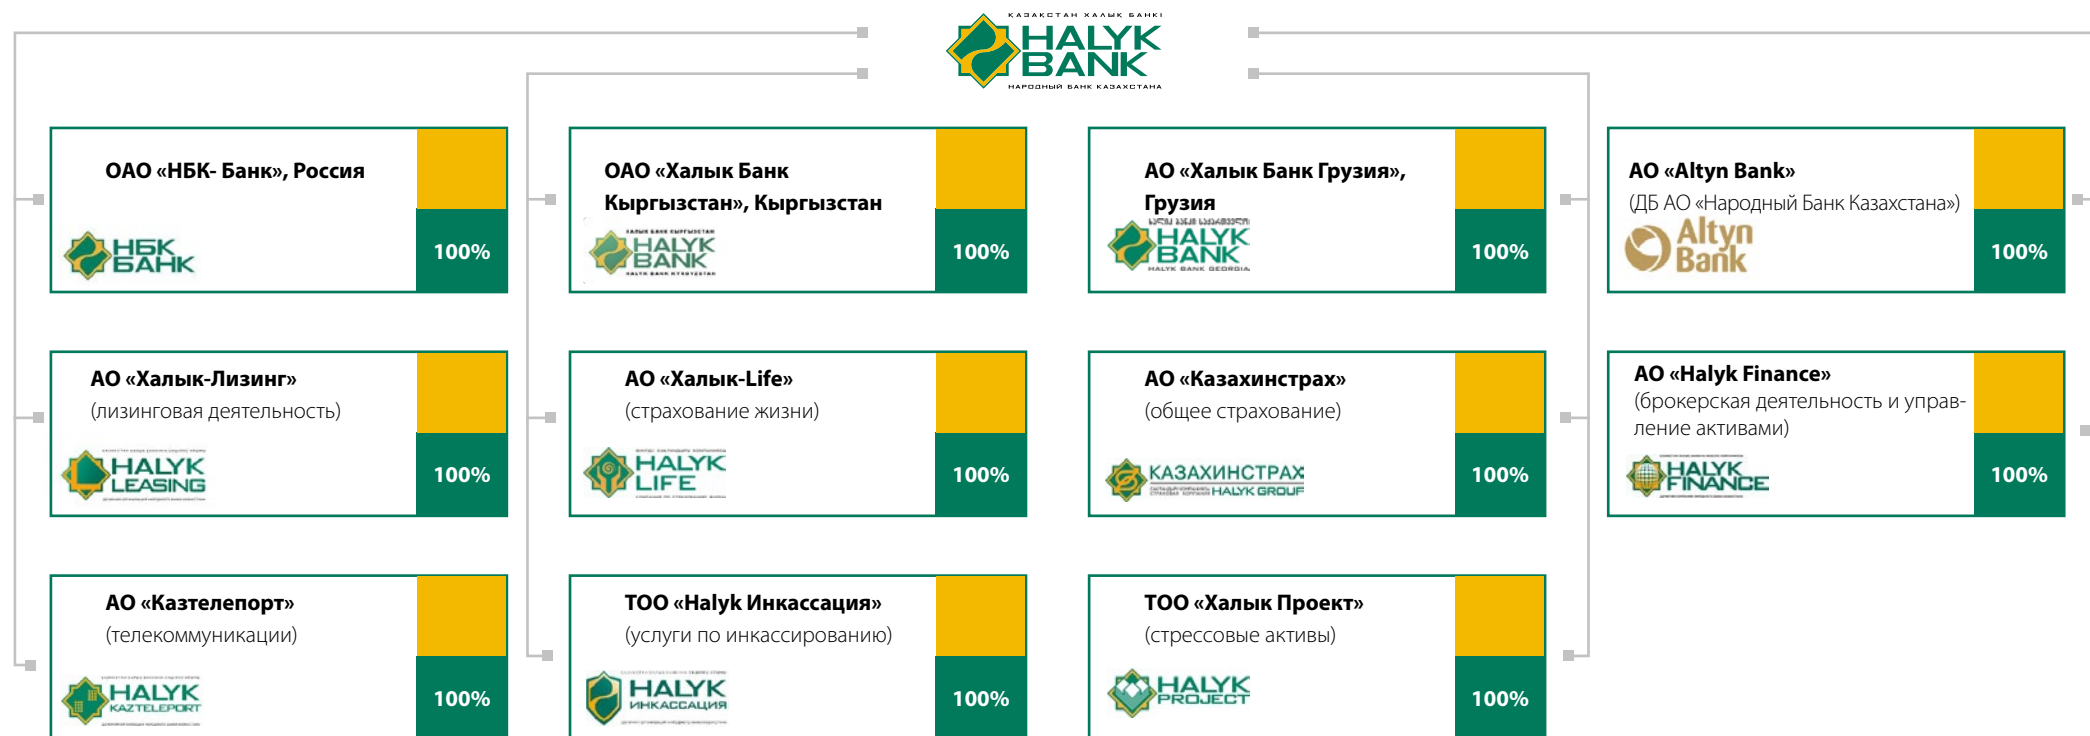 ҚАЗАҚСТАН ХАЛЫҚ БАНКІ
HALYK
BANK
НАРОДНЫЙ БАНК КАЗАХСТАНА
ОАО «НБК- Банк», Россия
НБК
БАНК
100%
ОАО «Халык Банк
Кыргызстан», Кыргызстан
HALYK
BANK
HALYK BANK KYRGYZSTAN
100%
АО «Халык Банк Грузия»,
Грузия
HALYK
BANK
HALYK BANK GEORGIA
100%
АО «Altyn Bank»
(ДБ АО «Народный Банк Казахстана»)
Altyn
Bank
100%
АО «Халык-Лизинг»
(лизинговая деятельность)
HALYK
LEASING
100%
АО «Халык-Life»
(страхование жизни)
HALYK
LIFE
100%
АО «Казахинстрах»
(общее страхование)
КАЗАХИНСТРАХ
HALYK GROUP
100%
АО «Halyk Finance»
(брокерская деятельность и управ-
ление активами)
HALYK
FINANCE
100%
АО «Казтелепорт»
(телекоммуникации)
HALYK
KAZTELEPORT
100%
ТОО «Halyk Инкассация»
(услуги по инкассированию)
HALYK
ИНКАССАЦИЯ
100%
ТОО «Халык Проект»
(стрессовые активы)
HALYK
PROJECT
100%